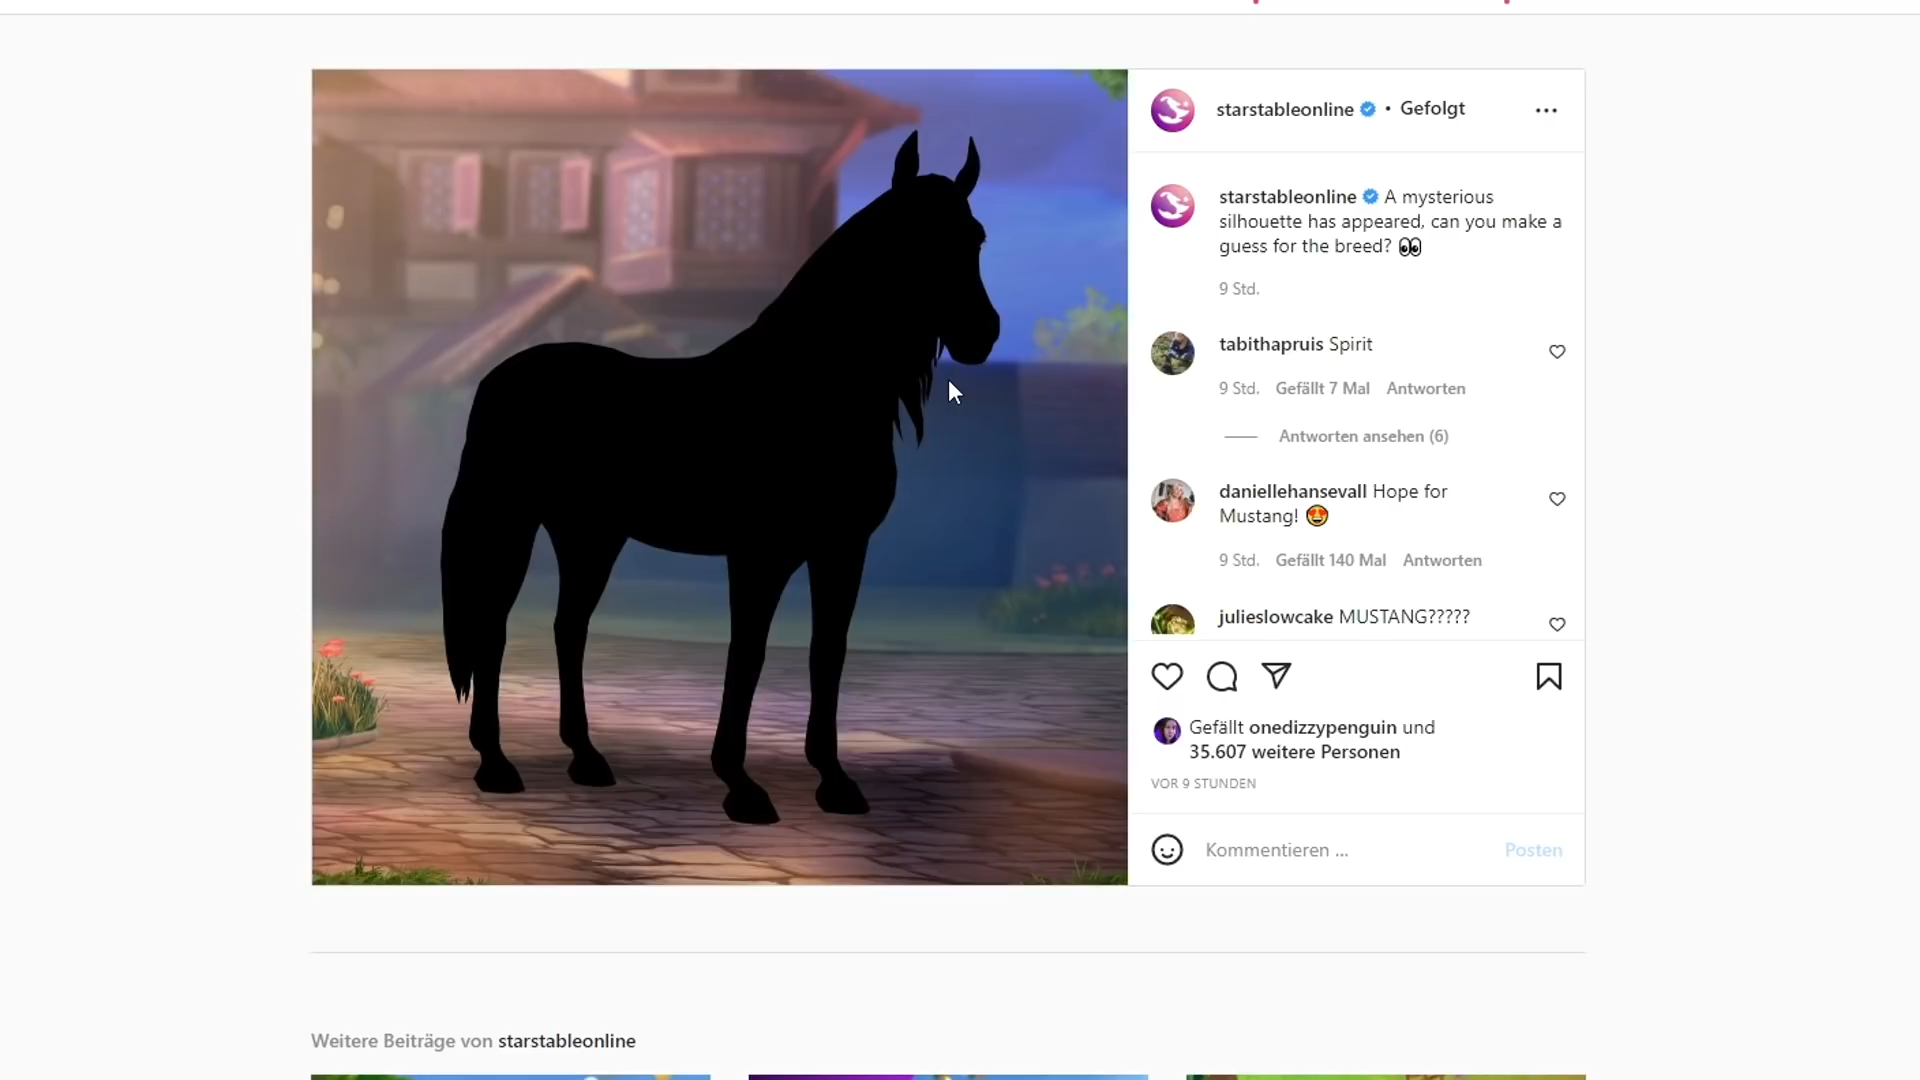 starstableonline • Gefolgt
starstableonline A mysterious
silhouette has appeared, can you make a
guess for the breed? 👀
9 Std.
tabithapruis Spirit
9 Std. Gefällt 7 Mal Antworten
Antworten ansehen (6)
daniellehansevall Hope for
Mustang! 😍
9 Std. Gefällt 140 Mal Antworten
julieslowcake MUSTANG?????
Gefällt onedizzypenguin und
35.607 weitere Personen
VOR 9 STUNDEN
Kommentieren ... Posten
Weitere Beiträge von starstableonline